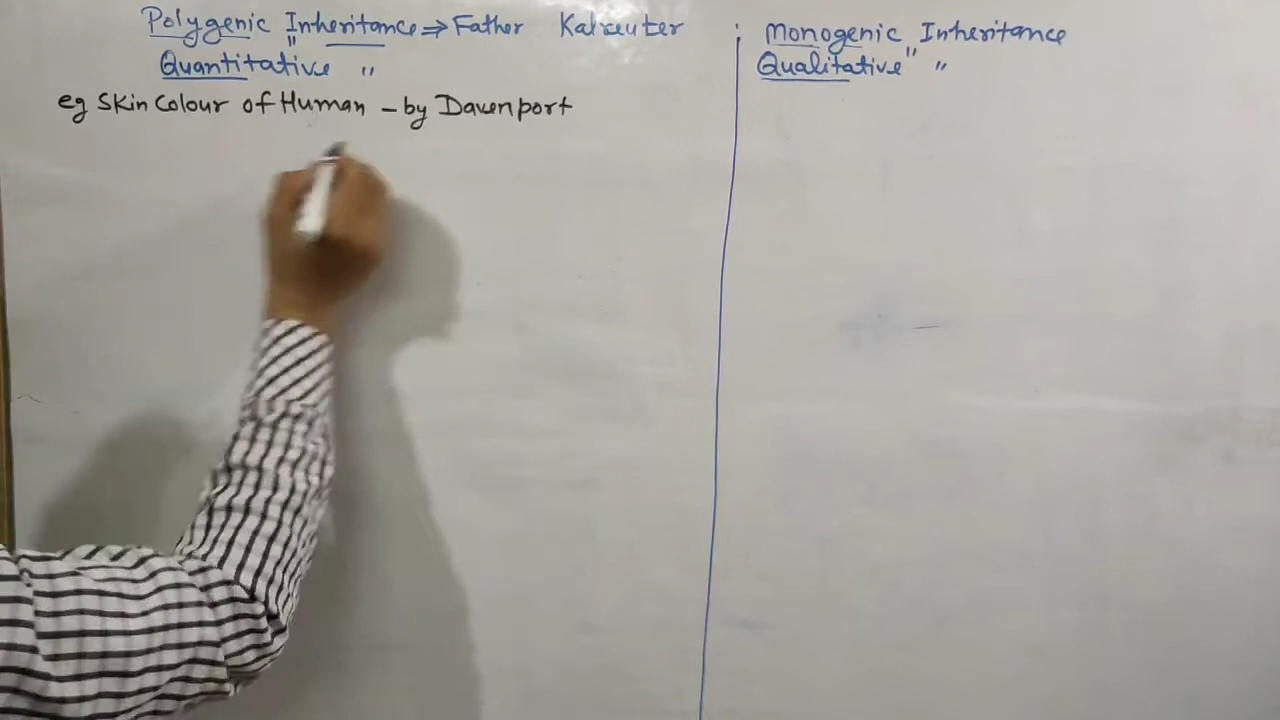 Polygenic Inheritance ⇒ Father Kalreuter
Quantitative "
eg Skin Colour of Human - by Davenport
Monogenic Inheritance
Qualitative " "